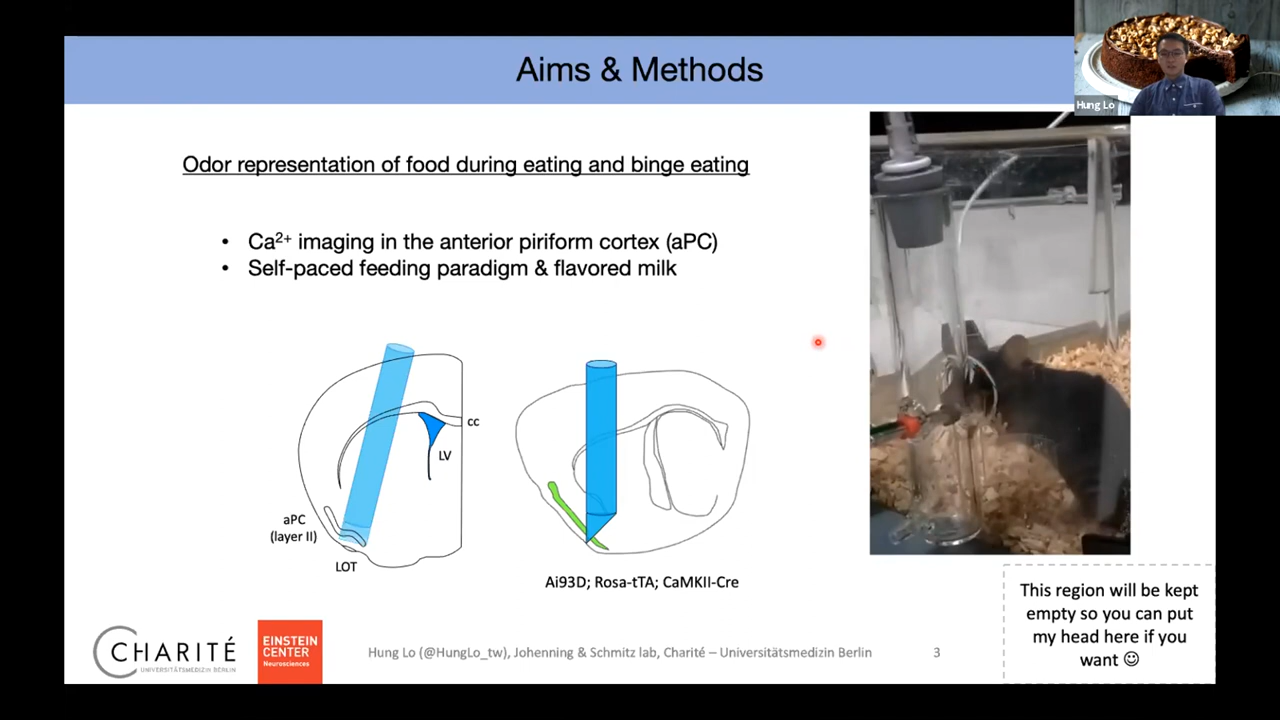 Aims & Methods
Hung Lo
Odor representation of food during eating and binge eating
• Ca²⁺ imaging in the anterior piriform cortex (aPC)
• Self-paced feeding paradigm & flavored milk
cc
LV
aPC
(layer II)
LOT
Ai93D; Rosa-tTA; CaMKII-Cre
This region will be kept
empty so you can put
my head here if you
want ☺
CHARITÉ
UNIVERSITÄTSMEDIZIN BERLIN
EINSTEIN
CENTER
Neurosciences
Hung Lo (@HungLo_tw), Johenning & Schmitz lab, Charité – Universitätsmedizin Berlin
3